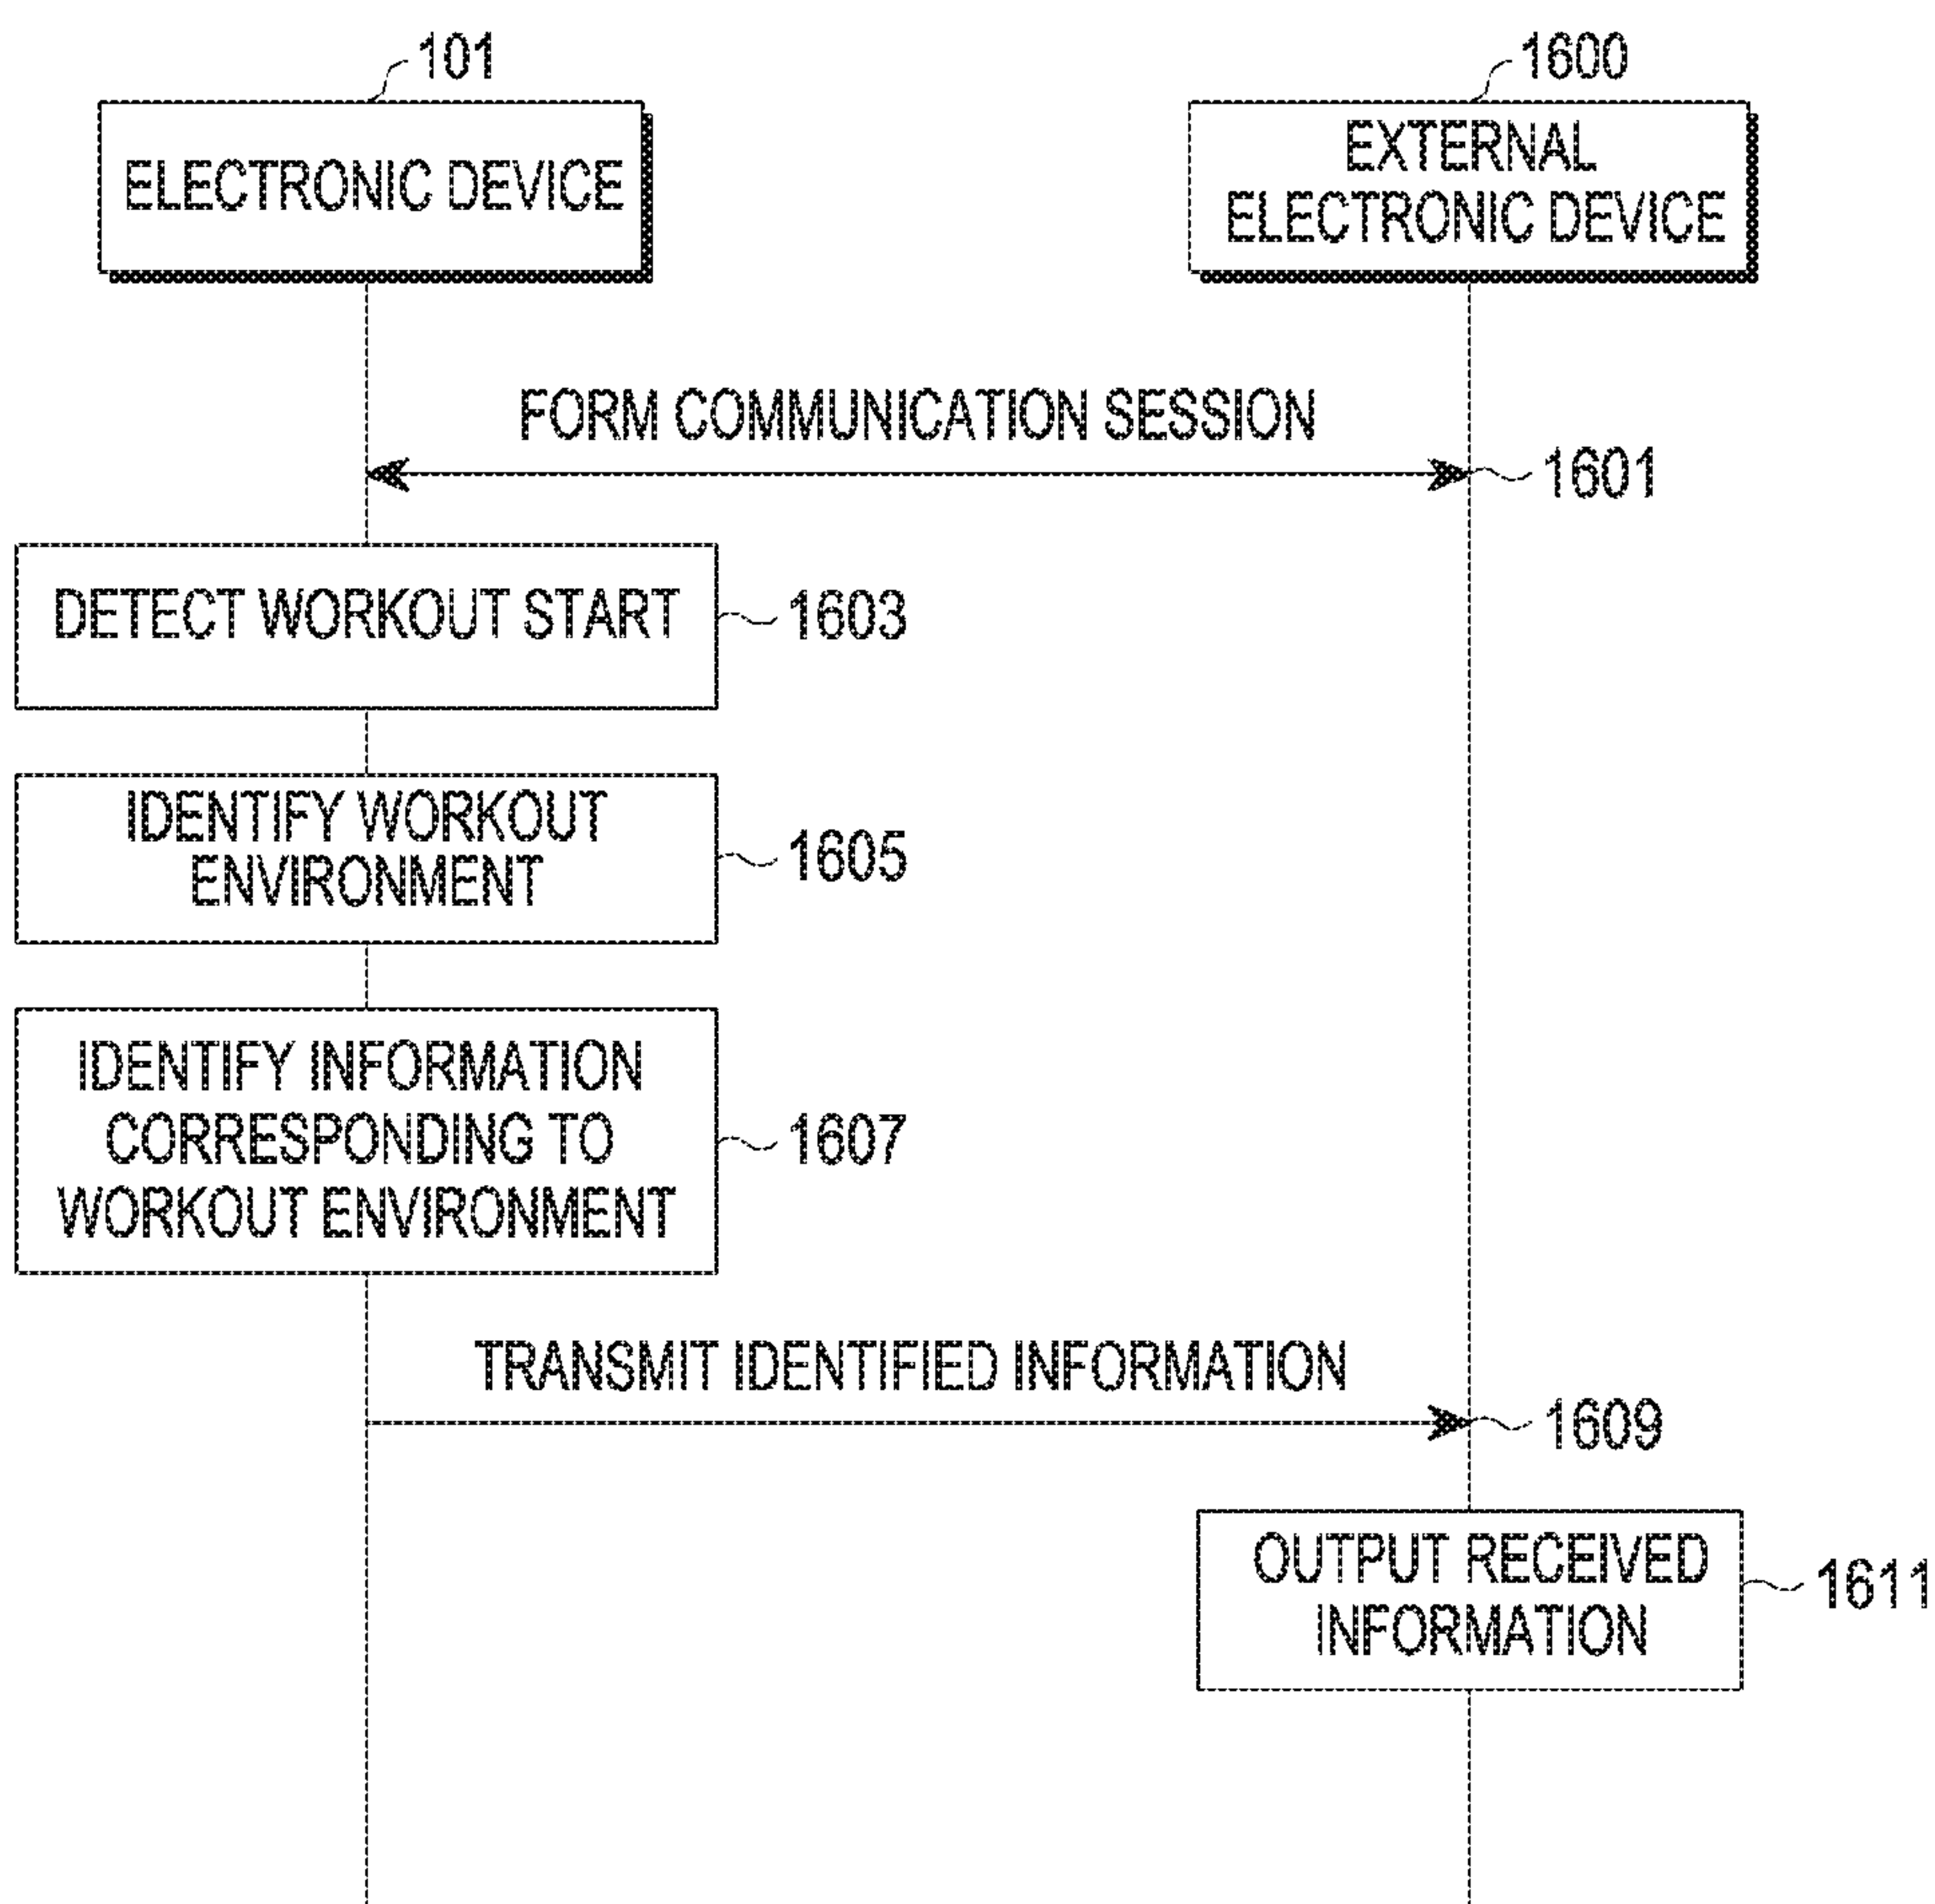 101
1600
ELECTRONIC DEVICE
EXTERNAL
ELECTRONIC DEVICE
FORM COMMUNICATION SESSION
1601
DETECT WORKOUT START
1603
IDENTIFY WORKOUT
ENVIRONMENT
1605
IDENTIFY INFORMATION
CORRESPONDING TO
WORKOUT ENVIRONMENT
1607
TRANSMIT IDENTIFIED INFORMATION
1609
OUTPUT RECEIVED
INFORMATION
1611